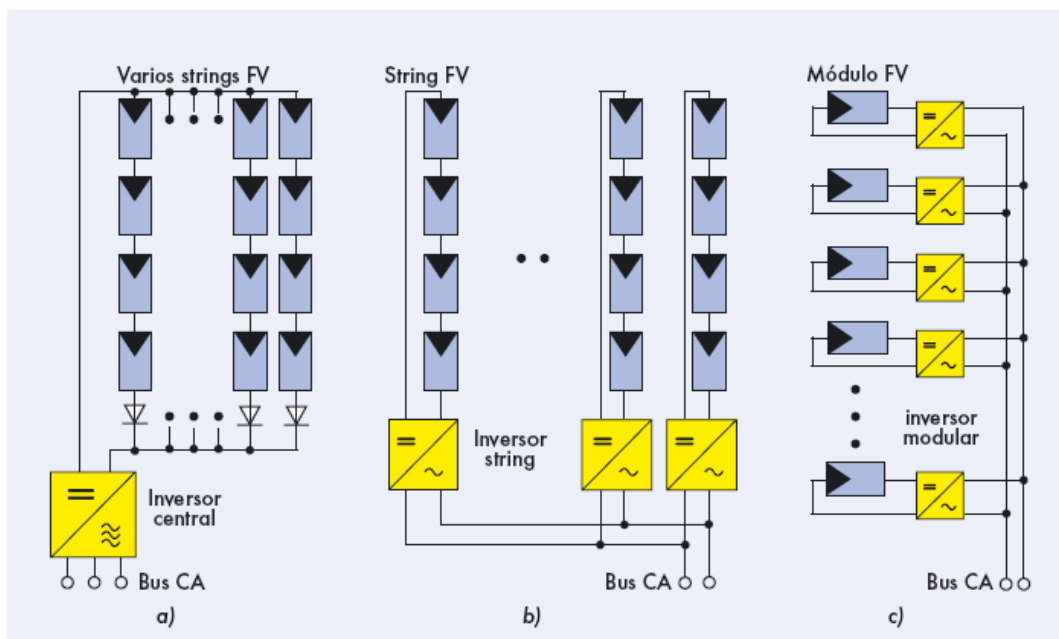 Varios strings FV
String FV
Módulo FV
Inversor
central
Inversor
string
inversor
modular
Bus CA
Bus CA
Bus CA
a)
b)
c)